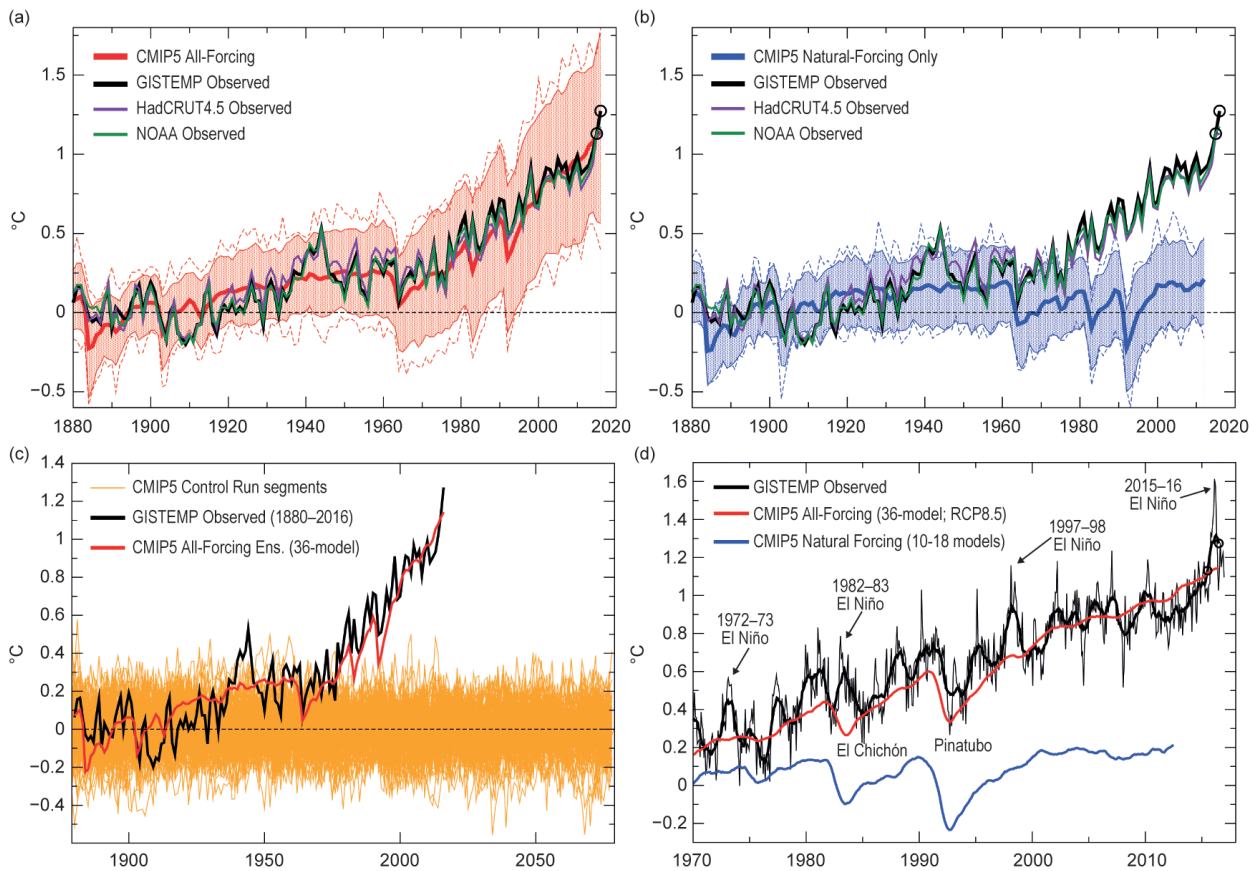 (a)
CMIP5 All-Forcing
GISTEMP Observed
HadCRUT4.5 Observed
NOAA Observed
°C
1.5
1
0.5
0
−0.5
1880 1900 1920 1940 1960 1980 2000 2020
(b)
CMIP5 Natural-Forcing Only
GISTEMP Observed
HadCRUT4.5 Observed
NOAA Observed
°C
1.5
1
0.5
0
−0.5
1880 1900 1920 1940 1960 1980 2000 2020
(c)
CMIP5 Control Run segments
GISTEMP Observed (1880–2016)
CMIP5 All-Forcing Ens. (36-model)
°C
1.4
1.2
1
0.8
0.6
0.4
0.2
0
−0.2
−0.4
1900 1950 2000 2050
(d)
GISTEMP Observed
CMIP5 All-Forcing (36-model; RCP8.5)
CMIP5 Natural Forcing (10-18 models)
1972–73
El Niño
1982–83
El Niño
1997–98
El Niño
2015–16
El Niño
El Chichón
Pinatubo
°C
1.6
1.4
1.2
1
0.8
0.6
0.4
0.2
0
−0.2
1970 1980 1990 2000 2010